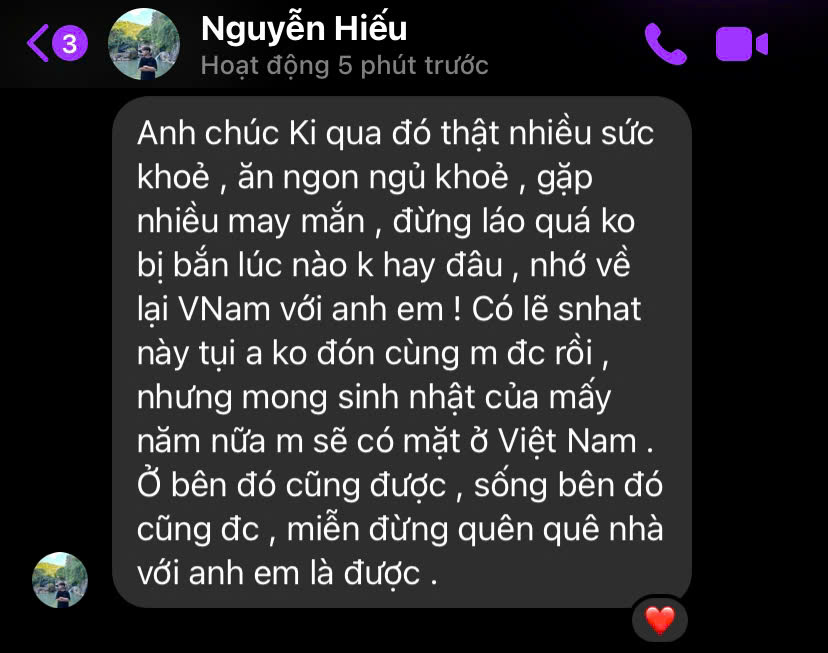 3
Nguyễn Hiếu
Hoạt động 5 phút trước
Anh chúc Ki qua đó thật nhiều sức
khoẻ , ăn ngon ngủ khoẻ , gặp
nhiều may mắn , đừng láo quá ko
bị bắn lúc nào k hay đâu , nhớ về
lại VNam với anh em ! Có lẽ snhat
này tụi a ko đón cùng m đc rồi ,
nhưng mong sinh nhật của mấy
năm nữa m sẽ có mặt ở Việt Nam .
Ở bên đó cũng được , sống bên đó
cũng đc , miễn đừng quên quê nhà
với anh em là được .